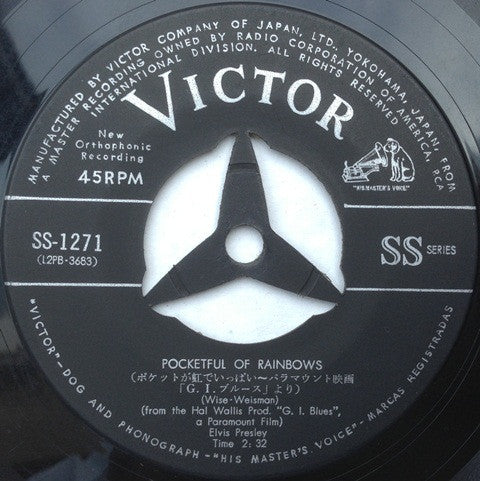 MANUFACTURED BY VICTOR COMPANY OF JAPAN, LTD., YOKOHAMA, JAPAN, FROM
A MASTER RECORDING OWNED BY RADIO CORPORATION OF AMERICA, RCA
INTERNATIONAL DIVISION. ALL RIGHTS RESERVED
VICTOR
New
Orthophonic
Recording
45RPM
"HIS MASTER'S VOICE"
SS-1271
(L2PB-3683)
SS SERIES
POCKETFUL OF RAINBOWS
(ポケットが虹でいっぱい〜パラマウント映画
「G. I. ブルース」より)
(Wise-Weisman)
(from the Hal Wallis Prod. "G. I. Blues",
a Paramount Film)
Elvis Presley
Time 2: 32
"VICTOR"-DOG AND PHONOGRAPH-"HIS MASTER'S VOICE"-MARCAS REGISTRADAS